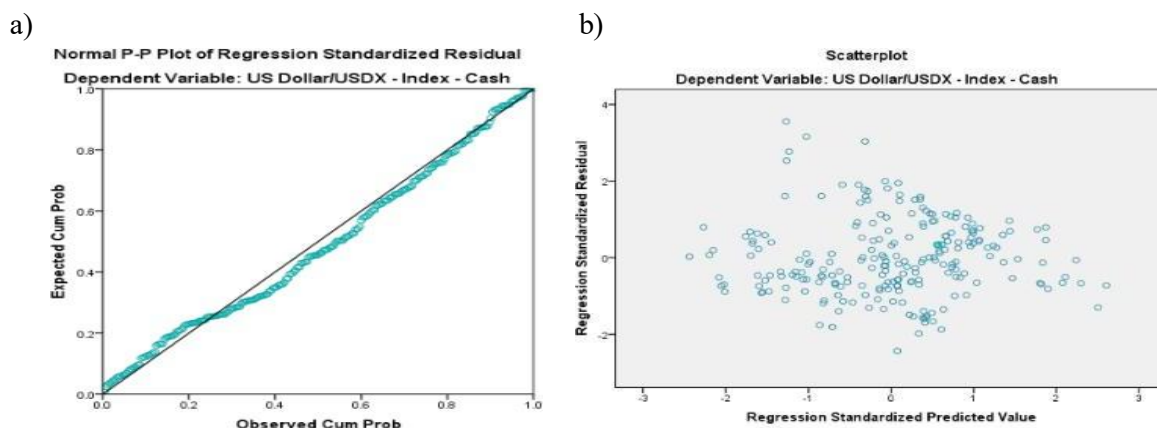 a)
Normal P-P Plot of Regression Standardized Residual
Dependent Variable: US Dollar/USDX - Index - Cash
1.0
0.8
0.6
0.4
0.2
0.0
Expected Cum Prob
0.0 0.2 0.4 0.6 0.8 1.0
Observed Cum Prob
b)
Scatterplot
Dependent Variable: US Dollar/USDX - Index - Cash
4
2
0
-2
Regression Standardized Residual
-3 -2 -1 0 1 2 3
Regression Standardized Predicted Value